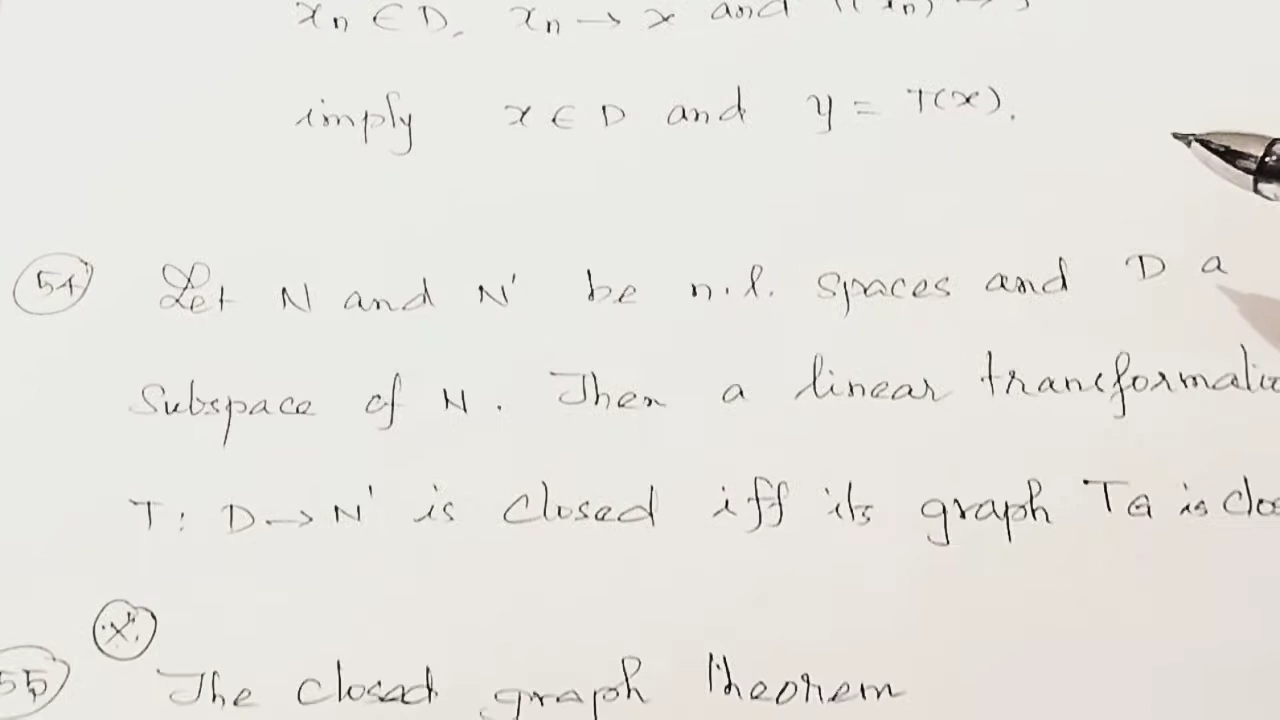 xₙ ∈ D, xₙ → x and
imply x ∈ D and y = T(x).
54 Let N and N' be n.l. spaces and D a
Subspace of N. Then a linear
T: D → N' is closed iff its graph T_G is
55 The closed graph theorem